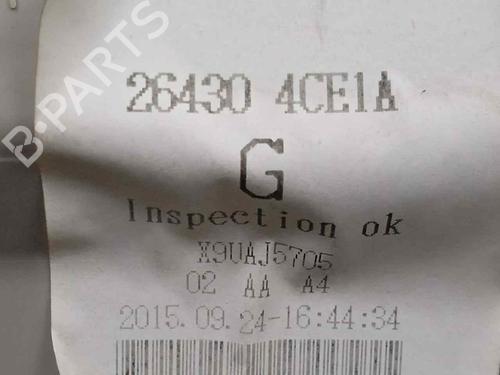 B-PARTS
26430 4CE1A
G
Inspection ok
X9UAJ5705
02 AA A4
2015.09.24-16:44:34